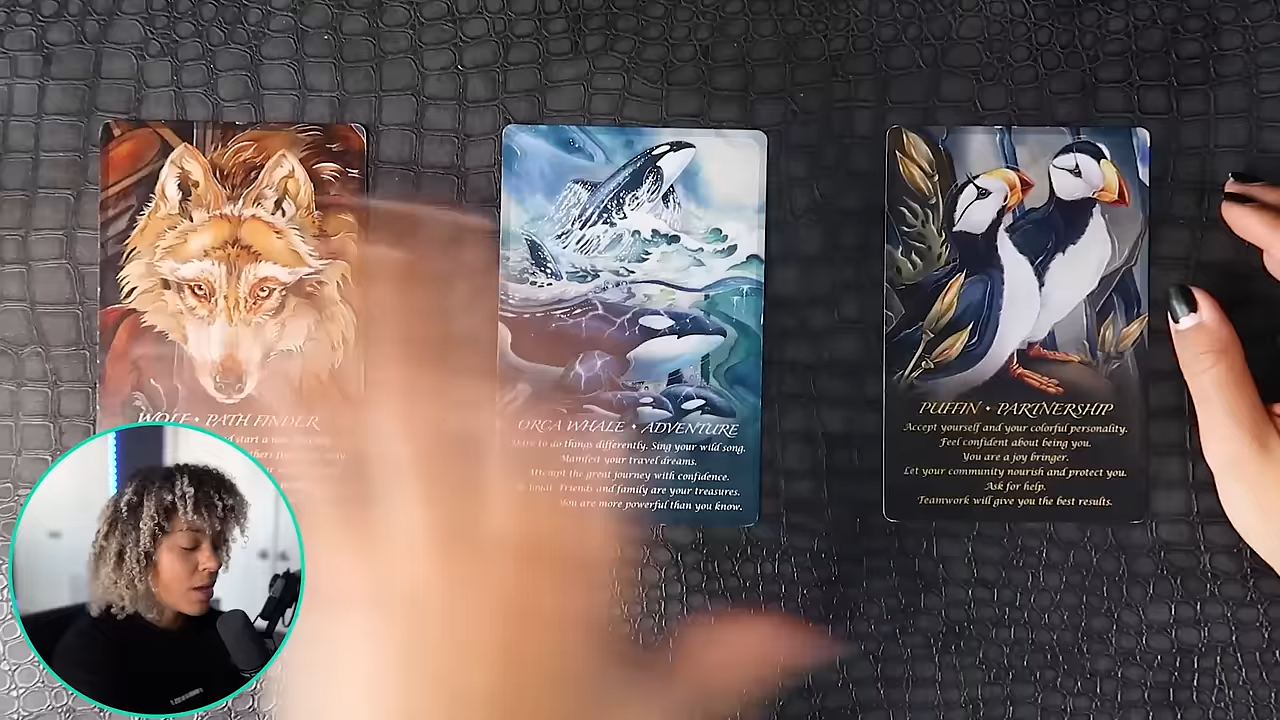 WOLF • PATH FINDER
and start a new
ORCA WHALE • ADVENTURE
Dare to do things differently. Sing your wild song.
Manifest your travel dreams.
Attempt the great journey with confidence.
Friends and family are your treasures.
You are more powerful than you know.
PUFFIN • PARTNERSHIP
Accept yourself and your colorful personality.
Feel confident about being you.
You are a joy bringer.
Let your community nourish and protect you.
Ask for help.
Teamwork will give you the best results.